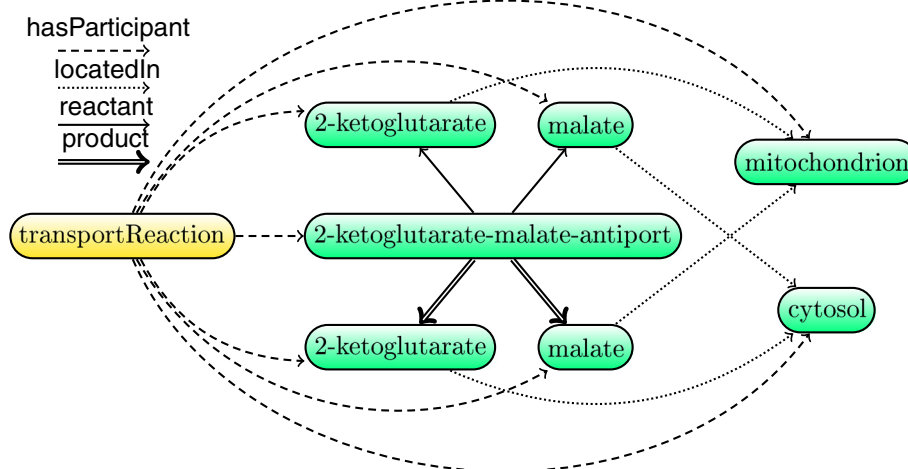 hasParticipant
locatedIn
reactant
product
2-ketoglutarate
malate
mitochondrion
transportReaction
2-ketoglutarate-malate-antiport
cytosol
2-ketoglutarate
malate